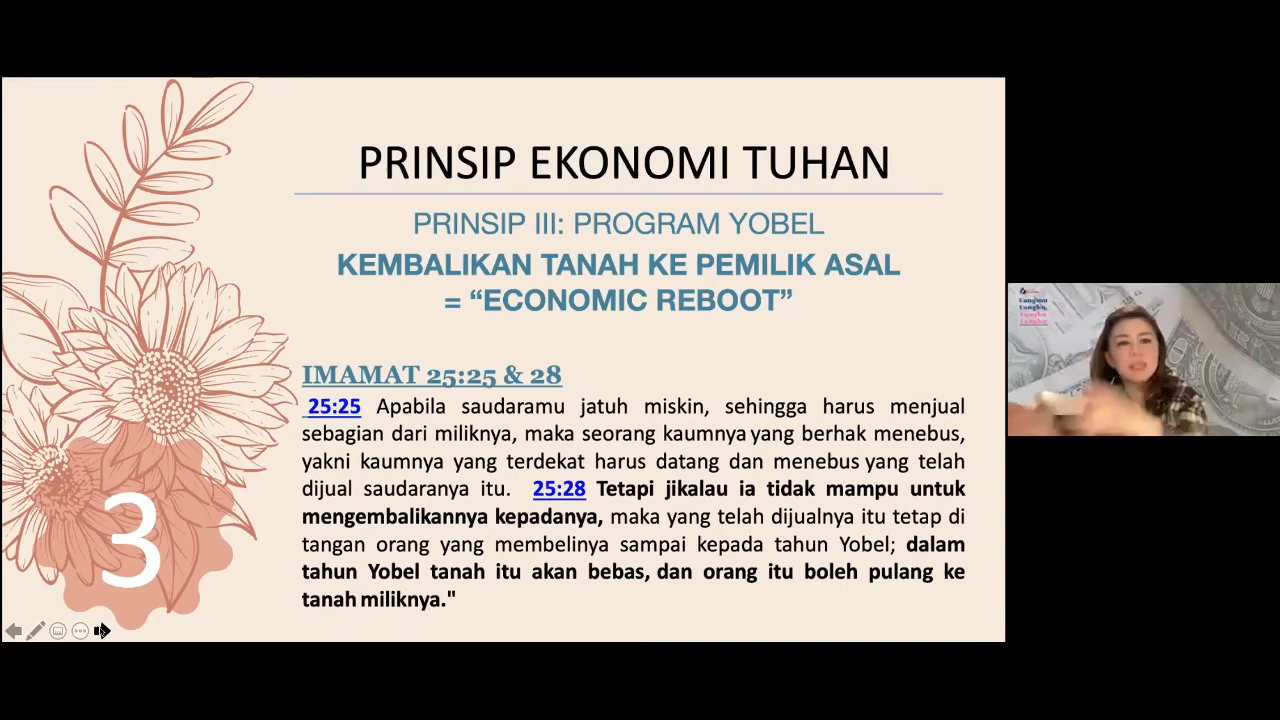 PRINSIP EKONOMI TUHAN
PRINSIP III: PROGRAM YOBEL
KEMBALIKAN TANAH KE PEMILIK ASAL
= “ECONOMIC REBOOT”
IMAMAT 25:25 & 28
25:25 Apabila saudaramu jatuh miskin, sehingga harus menjual
sebagian dari miliknya, maka seorang kaumnya yang berhak menebus,
yakni kaumnya yang terdekat harus datang dan menebus yang telah
dijual saudaranya itu. 25:28 Tetapi jikalau ia tidak mampu untuk
mengembalikannya kepadanya, maka yang telah dijualnya itu tetap di
tangan orang yang membelinya sampai kepada tahun Yobel; dalam
tahun Yobel tanah itu akan bebas, dan orang itu boleh pulang ke
tanah miliknya."
3